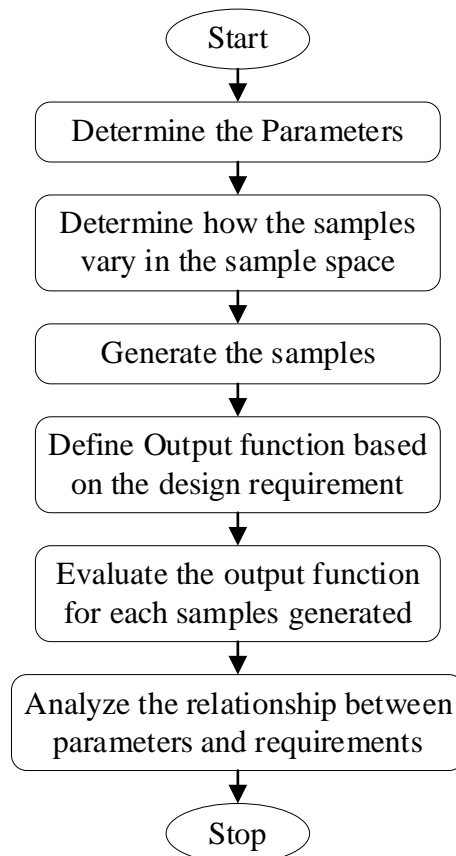 Start
Determine the Parameters
Determine how the samples
vary in the sample space
Generate the samples
Define Output function based
on the design requirement
Evaluate the output function
for each samples generated
Analyze the relationship between
parameters and requirements
Stop